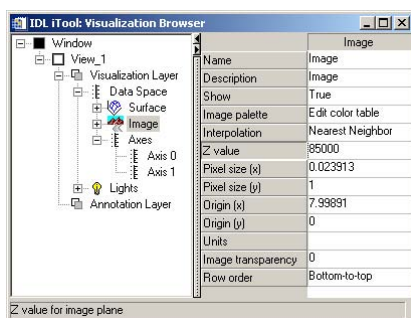 IDL iTool: Visualization Browser
Window
View_1
Visualization Layer
Data Space
Surface
Image
Axes
Axis 0
Axis 1
Lights
Annotation Layer
Image
Name Image
Description Image
Show True
Image palette Edit color table
Interpolation Nearest Neighbor
Z value 85000
Pixel size (x) 0.023913
Pixel size (y) 1
Origin (x) 7.99891
Origin (y) 0
Units
Image transparency 0
Row order Bottom-to-top
Z value for image plane